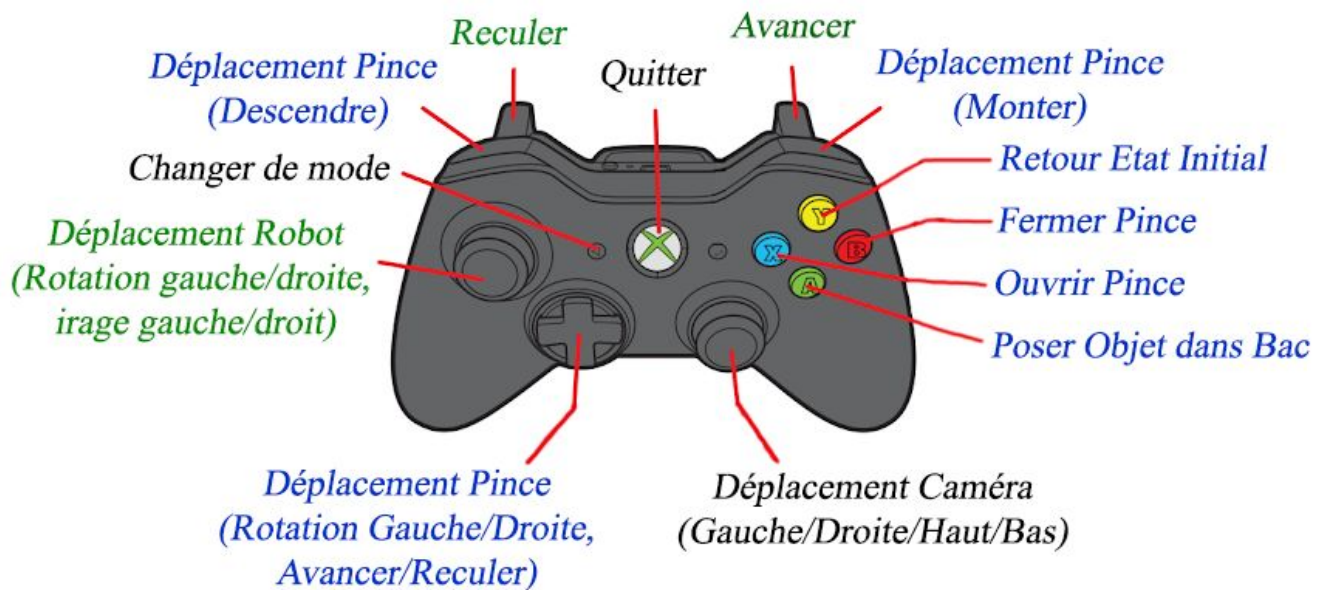 Reculer
Avancer
Déplacement Pince
(Descendre)
Quitter
Déplacement Pince
(Monter)
Changer de mode
Retour Etat Initial
Déplacement Robot
(Rotation gauche/droite,
irage gauche/droit)
Fermer Pince
Ouvrir Pince
Poser Objet dans Bac
Y
B
X
A
Déplacement Pince
(Rotation Gauche/Droite,
Avancer/Reculer)
Déplacement Caméra
(Gauche/Droite/Haut/Bas)